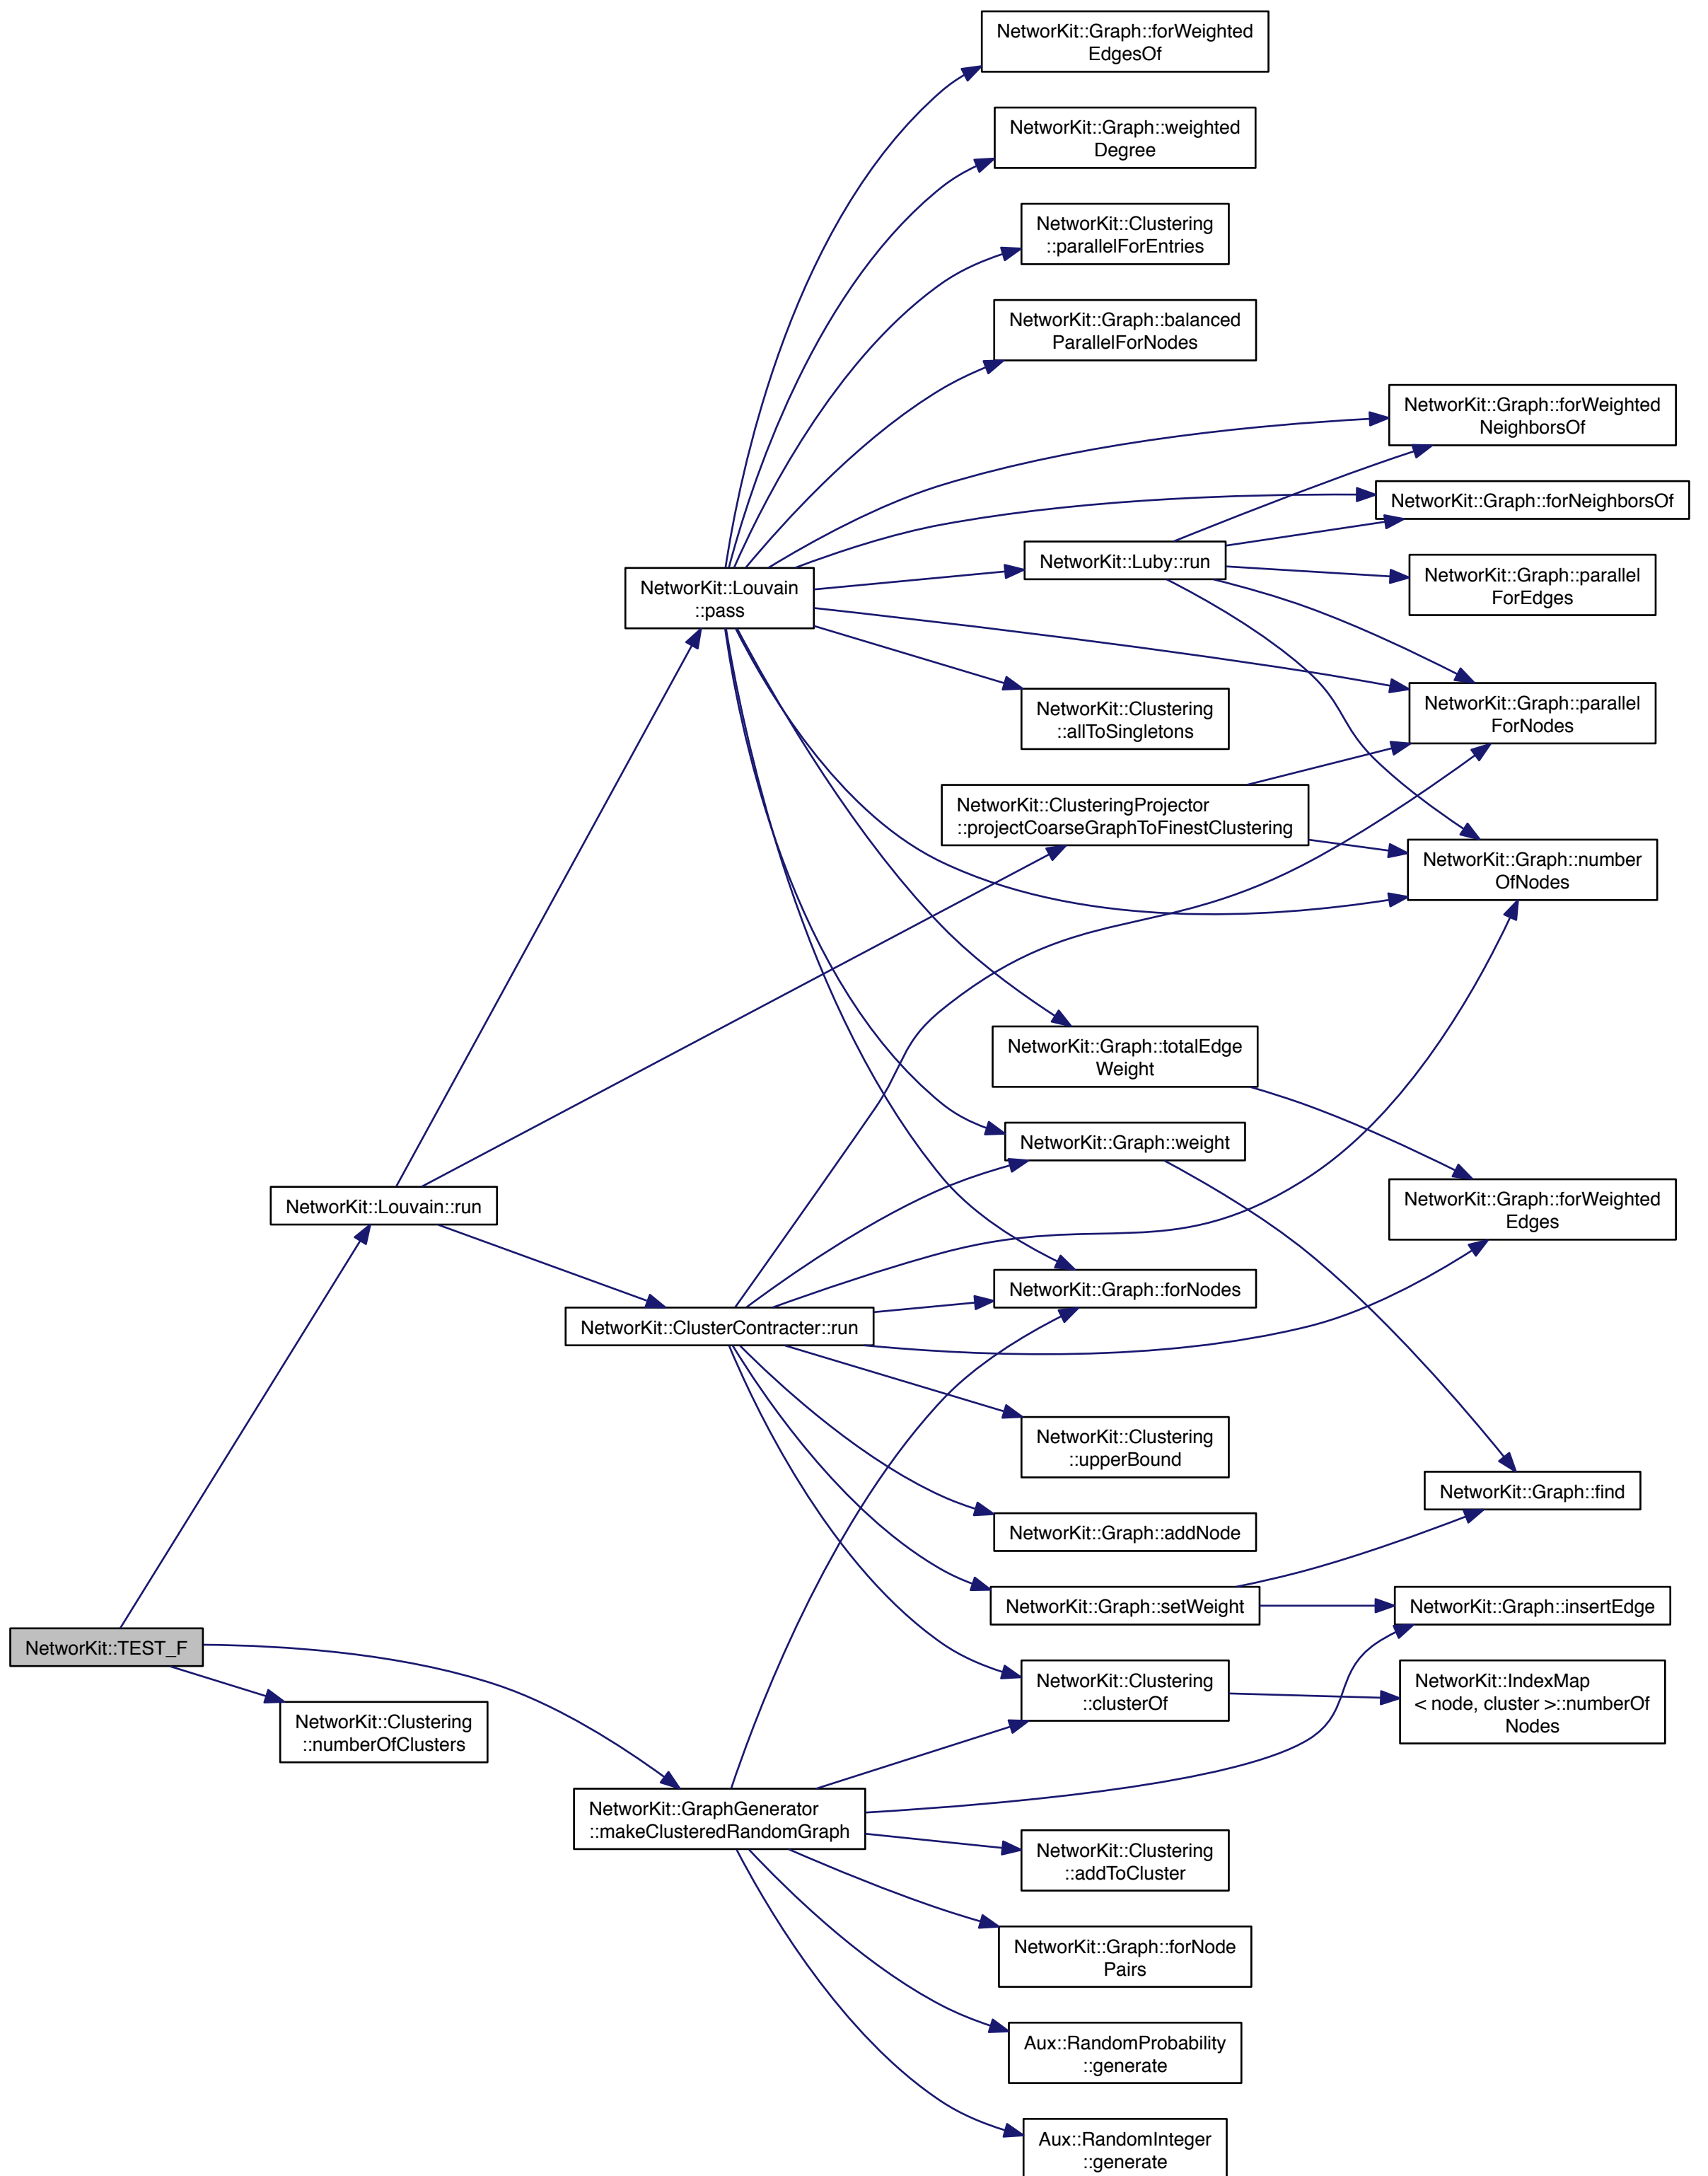 NetworKit::Graph::forWeighted
EdgesOf
NetworKit::Graph::weighted
Degree
NetworKit::Clustering
::parallelForEntries
NetworKit::Graph::balanced
ParallelForNodes
NetworKit::Graph::forWeighted
NeighborsOf
NetworKit::Graph::forNeighborsOf
NetworKit::Luby::run
NetworKit::Graph::parallel
ForEdges
NetworKit::Louvain
::pass
NetworKit::Clustering
::allToSingletons
NetworKit::Graph::parallel
ForNodes
NetworKit::ClusteringProjector
::projectCoarseGraphToFinestClustering
NetworKit::Graph::number
OfNodes
NetworKit::Graph::totalEdge
Weight
NetworKit::Graph::weight
NetworKit::Louvain::run
NetworKit::Graph::forWeighted
Edges
NetworKit::Graph::forNodes
NetworKit::ClusterContracter::run
NetworKit::Clustering
::upperBound
NetworKit::Graph::find
NetworKit::Graph::addNode
NetworKit::Graph::setWeight
NetworKit::Graph::insertEdge
NetworKit::TEST_F
NetworKit::Clustering
::clusterOf
NetworKit::IndexMap
< node, cluster >::numberOf
Nodes
NetworKit::Clustering
::numberOfClusters
NetworKit::GraphGenerator
::makeClusteredRandomGraph
NetworKit::Clustering
::addToCluster
NetworKit::Graph::forNode
Pairs
Aux::RandomProbability
::generate
Aux::RandomInteger
::generate